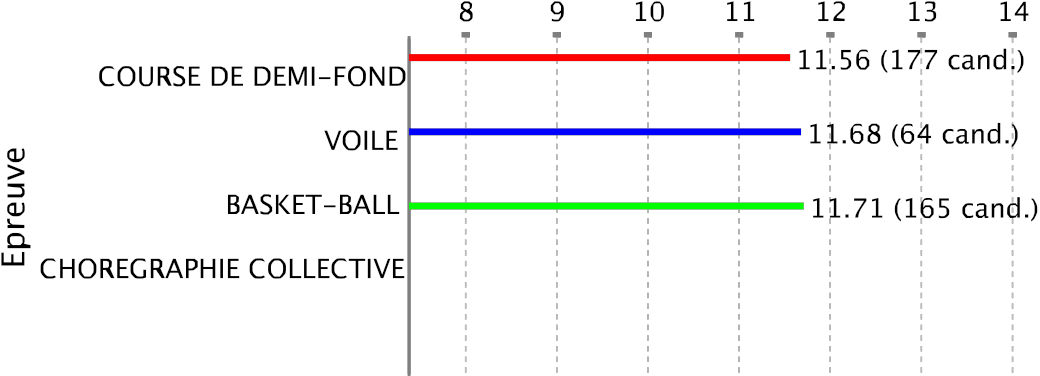 8 9 10 11 12 13 14
COURSE DE DEMI-FOND 11.56 (177 cand.)
VOILE 11.68 (64 cand.)
BASKET-BALL 11.71 (165 cand.)
CHOREGRAPHIE COLLECTIVE
Epreuve